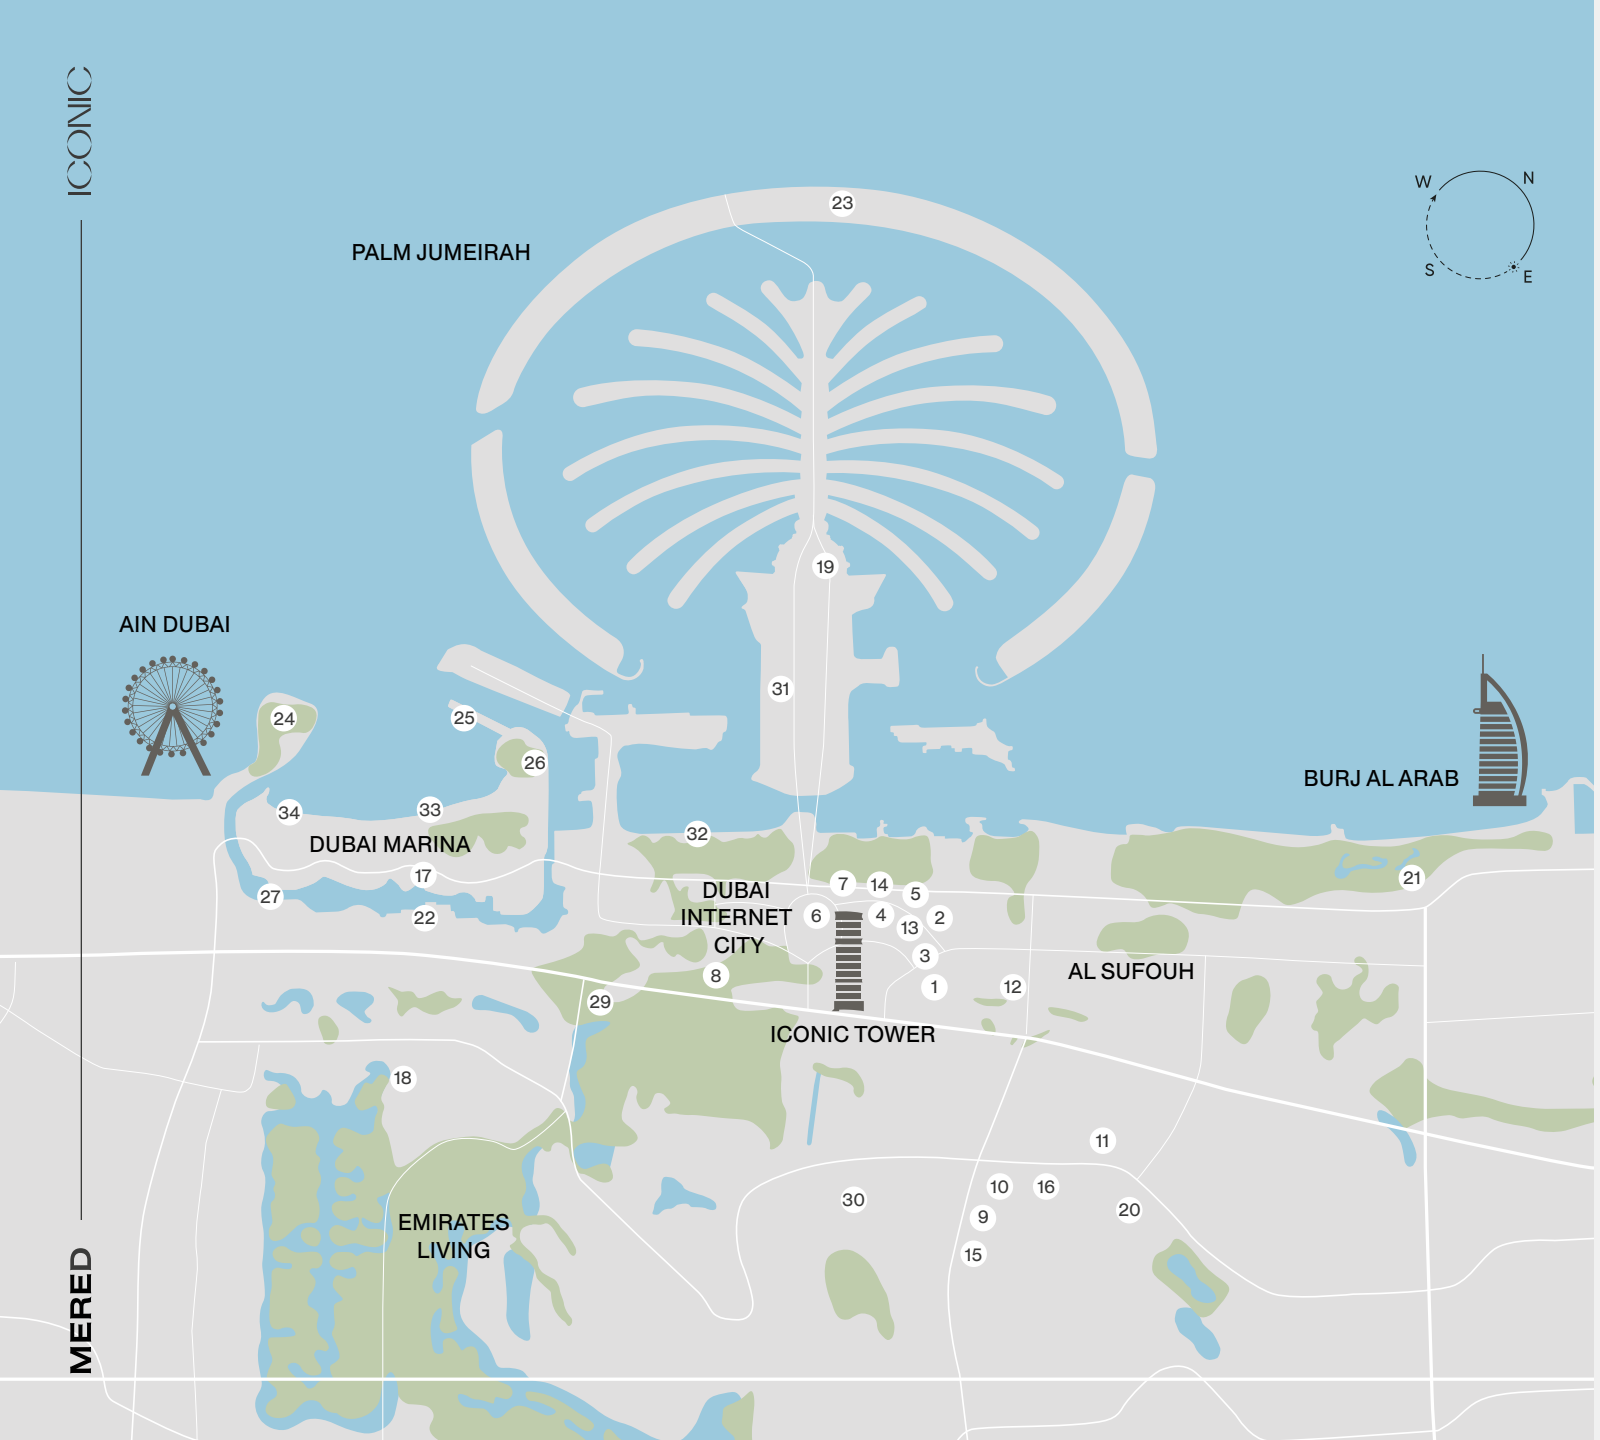 ICONIC
23
W
N
PALM JUMEIRAH
S
E
19
AIN DUBAI
31
24
25
26
BURJ AL ARAB
34
33
32
DUBAI MARINA
17
7
14
5
21
27
22
DUBAI
INTERNET
CITY
6
4
2
13
3
8
AL SUFOUH
1
12
29
ICONIC TOWER
18
11
10
16
30
9
20
EMIRATES
LIVING
15
MERED